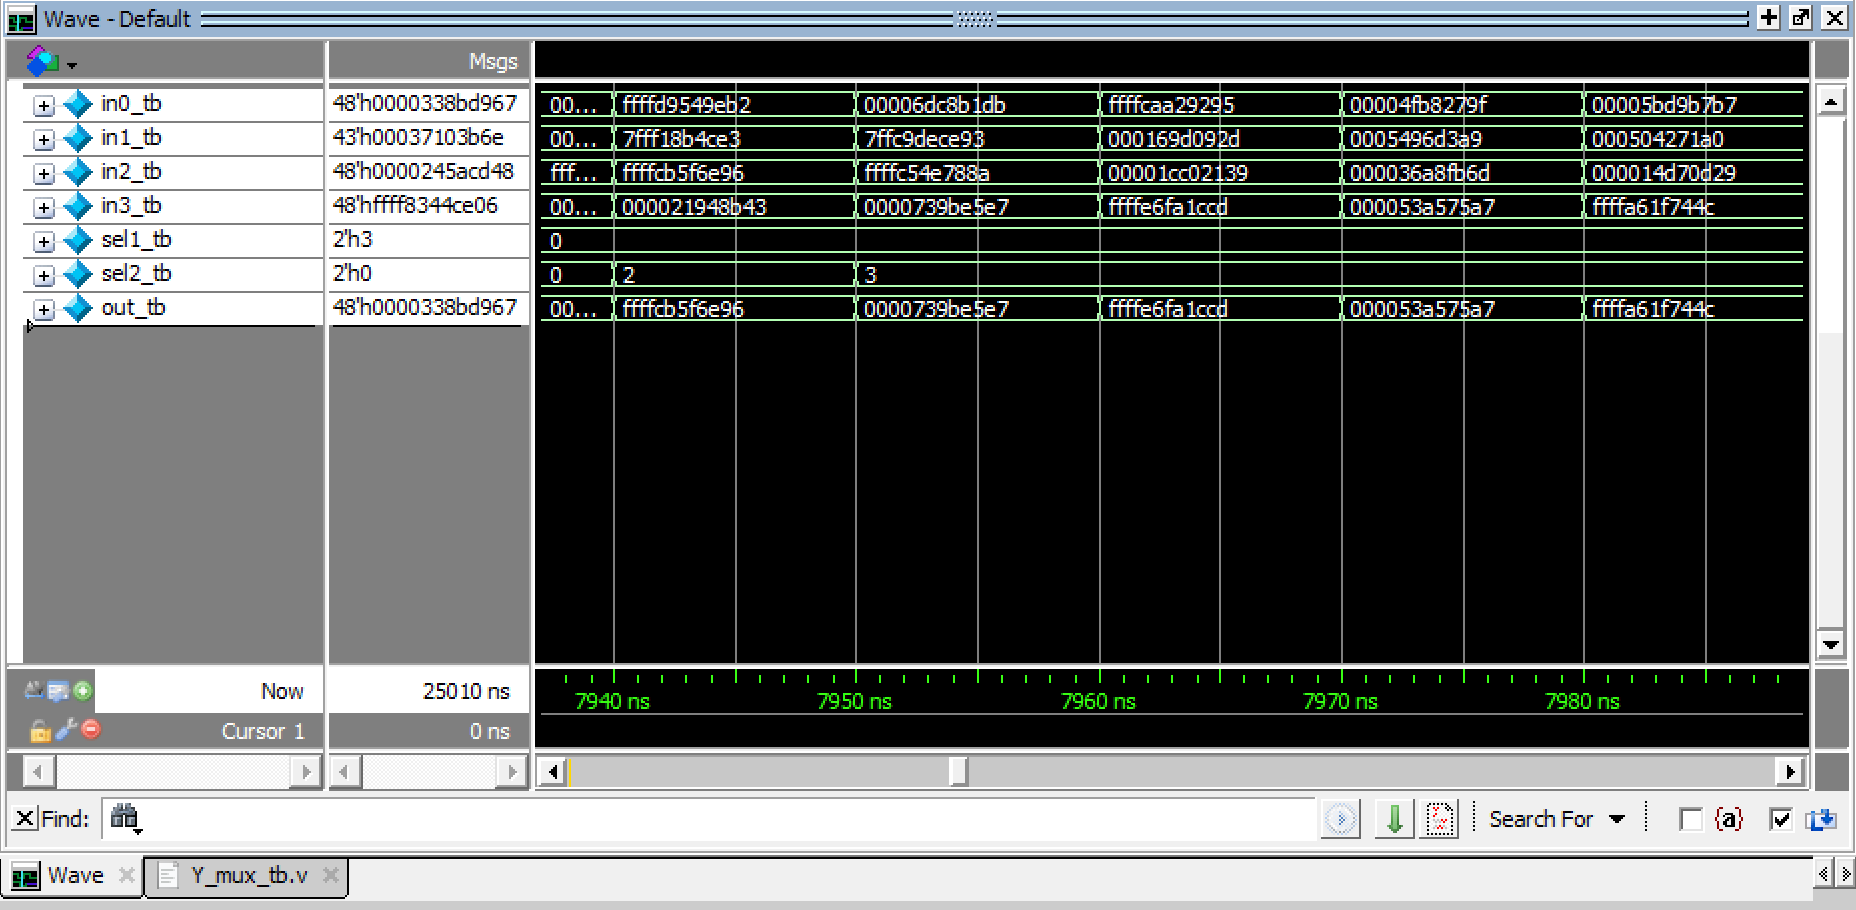 Wave - Default
Msgs
in0_tb 48'h0000338bd967 00... ffffd9549eb2 00006dc8b1db ffffcaa29295 00004fb8279f 00005bd9b7b7
in1_tb 43'h00037103b6e 00... 7fff18b4ce3 7ffc9dece93 000169d092d 0005496d3a9 000504271a0
in2_tb 48'h0000245acd48 fff... ffffcb5f6e96 ffffc54e788a 00001cc02139 000036a8fb6d 000014d70d29
in3_tb 48'hffff8344ce06 00... 000021948b43 0000739be5e7 ffffe6fa1ccd 000053a575a7 ffffa61f744c
sel1_tb 2'h3 0
sel2_tb 2'h0 0 2 3
out_tb 48'h0000338bd967 00... ffffcb5f6e96 0000739be5e7 ffffe6fa1ccd 000053a575a7 ffffa61f744c
Now 25010 ns 7940 ns 7950 ns 7960 ns 7970 ns 7980 ns
Cursor 1 0 ns
Find: Search For {a}
Wave Y_mux_tb.v